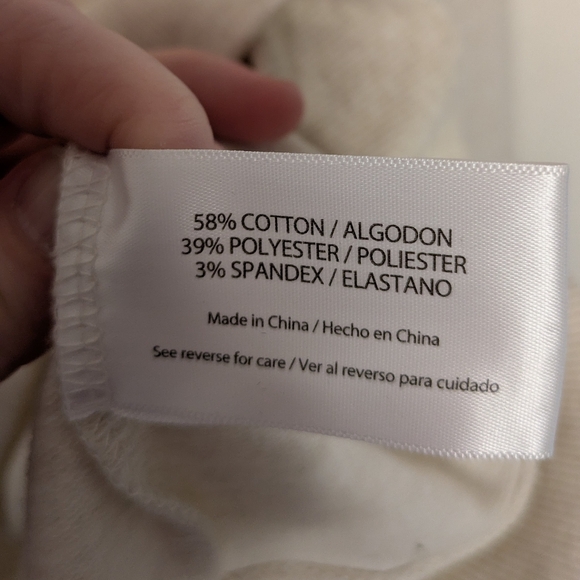 58% COTTON / ALGODON
39% POLYESTER / POLIESTER
3% SPANDEX / ELASTANO
Made in China / Hecho en China
See reverse for care / Ver al reverso para cuidado